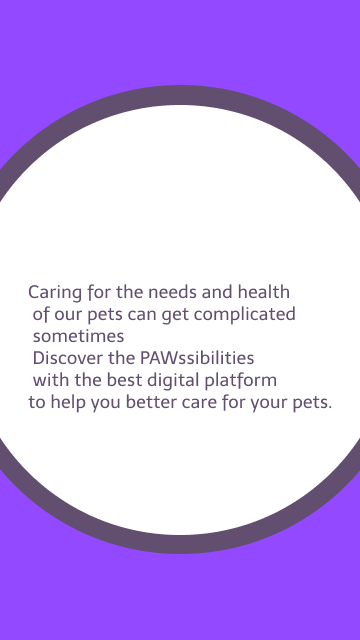 Caring for the needs and health
of our pets can get complicated
sometimes
Discover the PAWssibilities
with the best digital platform
to help you better care for your pets.